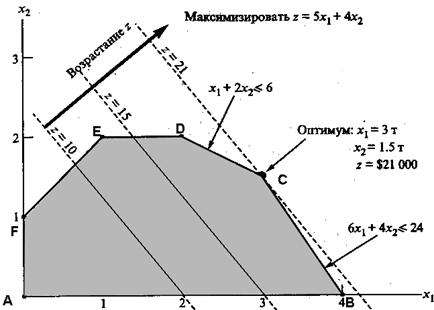 x₂
Максимизировать z = 5x₁ + 4x₂
Возрастание z
3
z = 21
x₁ + 2x₂ ≤ 6
z = 15
Оптимум: x₁ = 3 т
x₂ = 1.5 т
z = $21 000
2
E
D
z = 10
C
1
F
6x₁ + 4x₂ ≤ 24
A
1
2
3
4
B
x₁